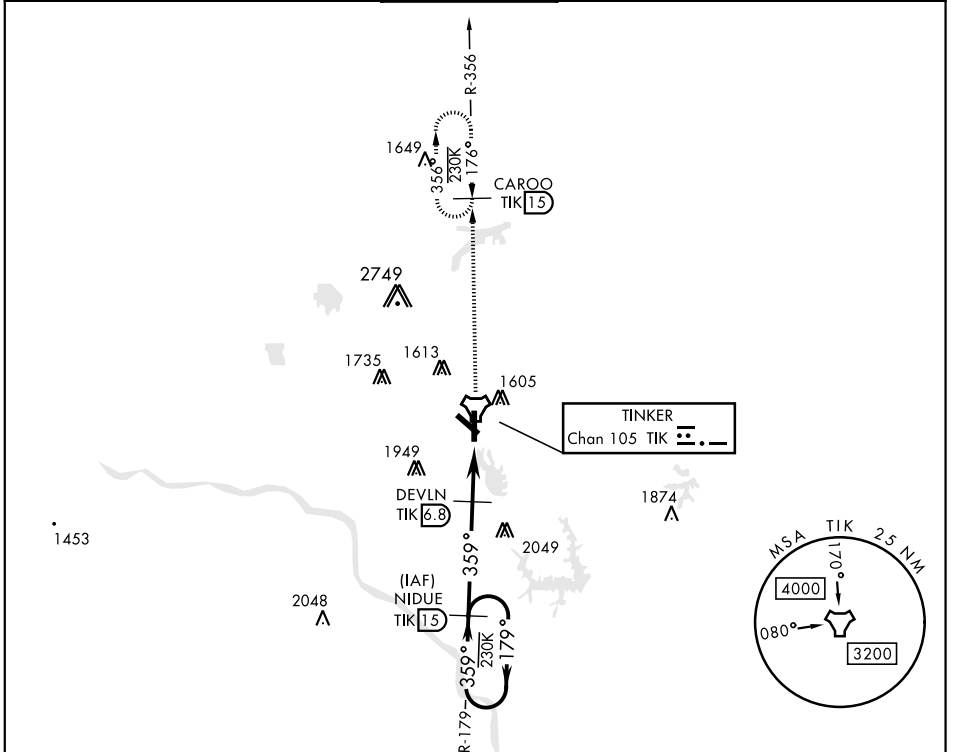 R-356
1649
356°
230K
176°
CAROO
TIK 15
2749
1735
1613
1605
TINKER
Chan 105 TIK
1949
DEVLN
TIK 6.8
1874
1453
2049
359°
(IAF)
NIDUE
TIK 15
2048
359°
230K
179°
R-179
MSA TIK 25 NM
170°
4000
080°
3200